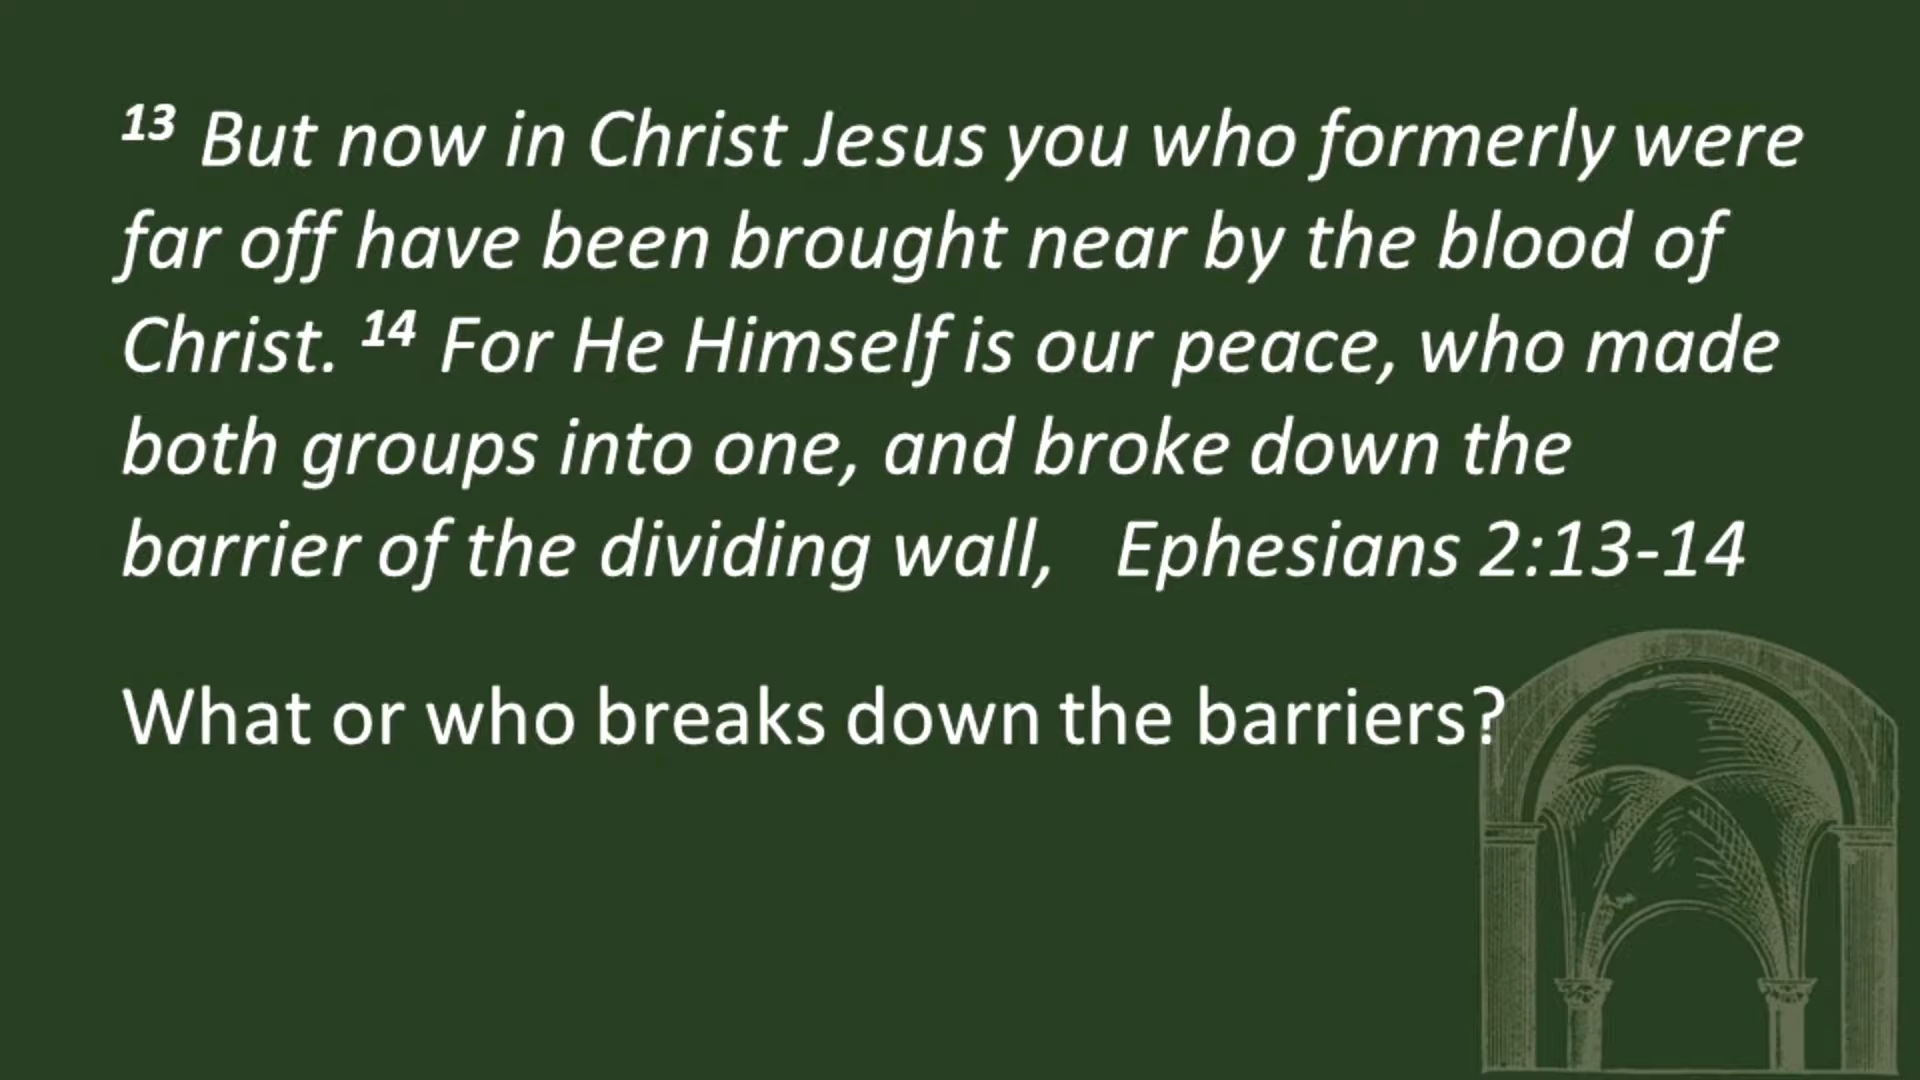 13 But now in Christ Jesus you who formerly were
far off have been brought near by the blood of
Christ. 14 For He Himself is our peace, who made
both groups into one, and broke down the
barrier of the dividing wall, Ephesians 2:13-14
What or who breaks down the barriers?